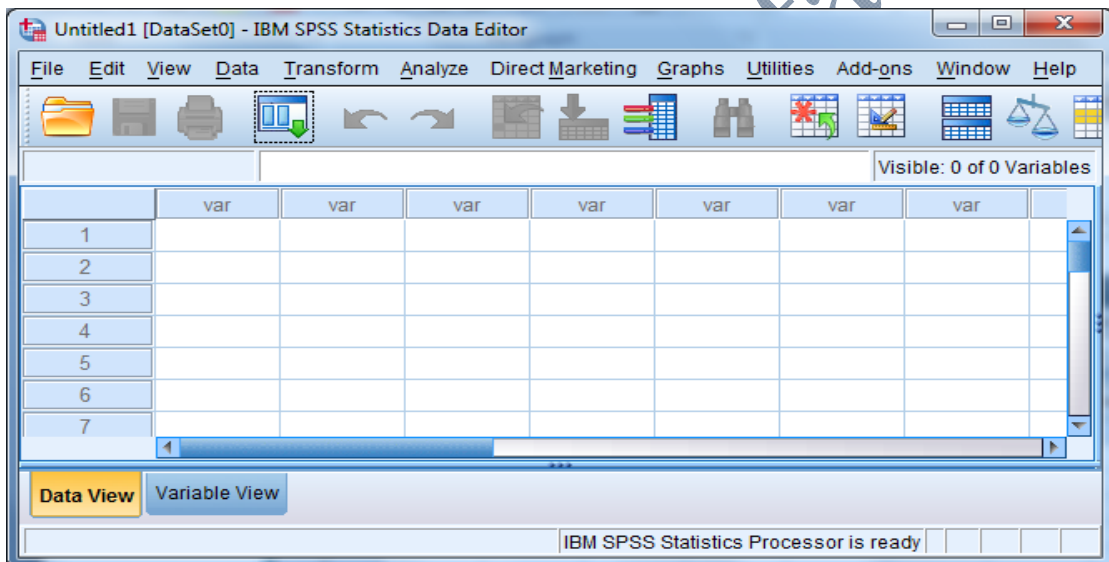 Untitled1 [DataSet0] - IBM SPSS Statistics Data Editor
File Edit View Data Transform Analyze Direct Marketing Graphs Utilities Add-ons Window Help
Visible: 0 of 0 Variables
var var var var var var var
1
2
3
4
5
6
7
Data View Variable View
IBM SPSS Statistics Processor is ready